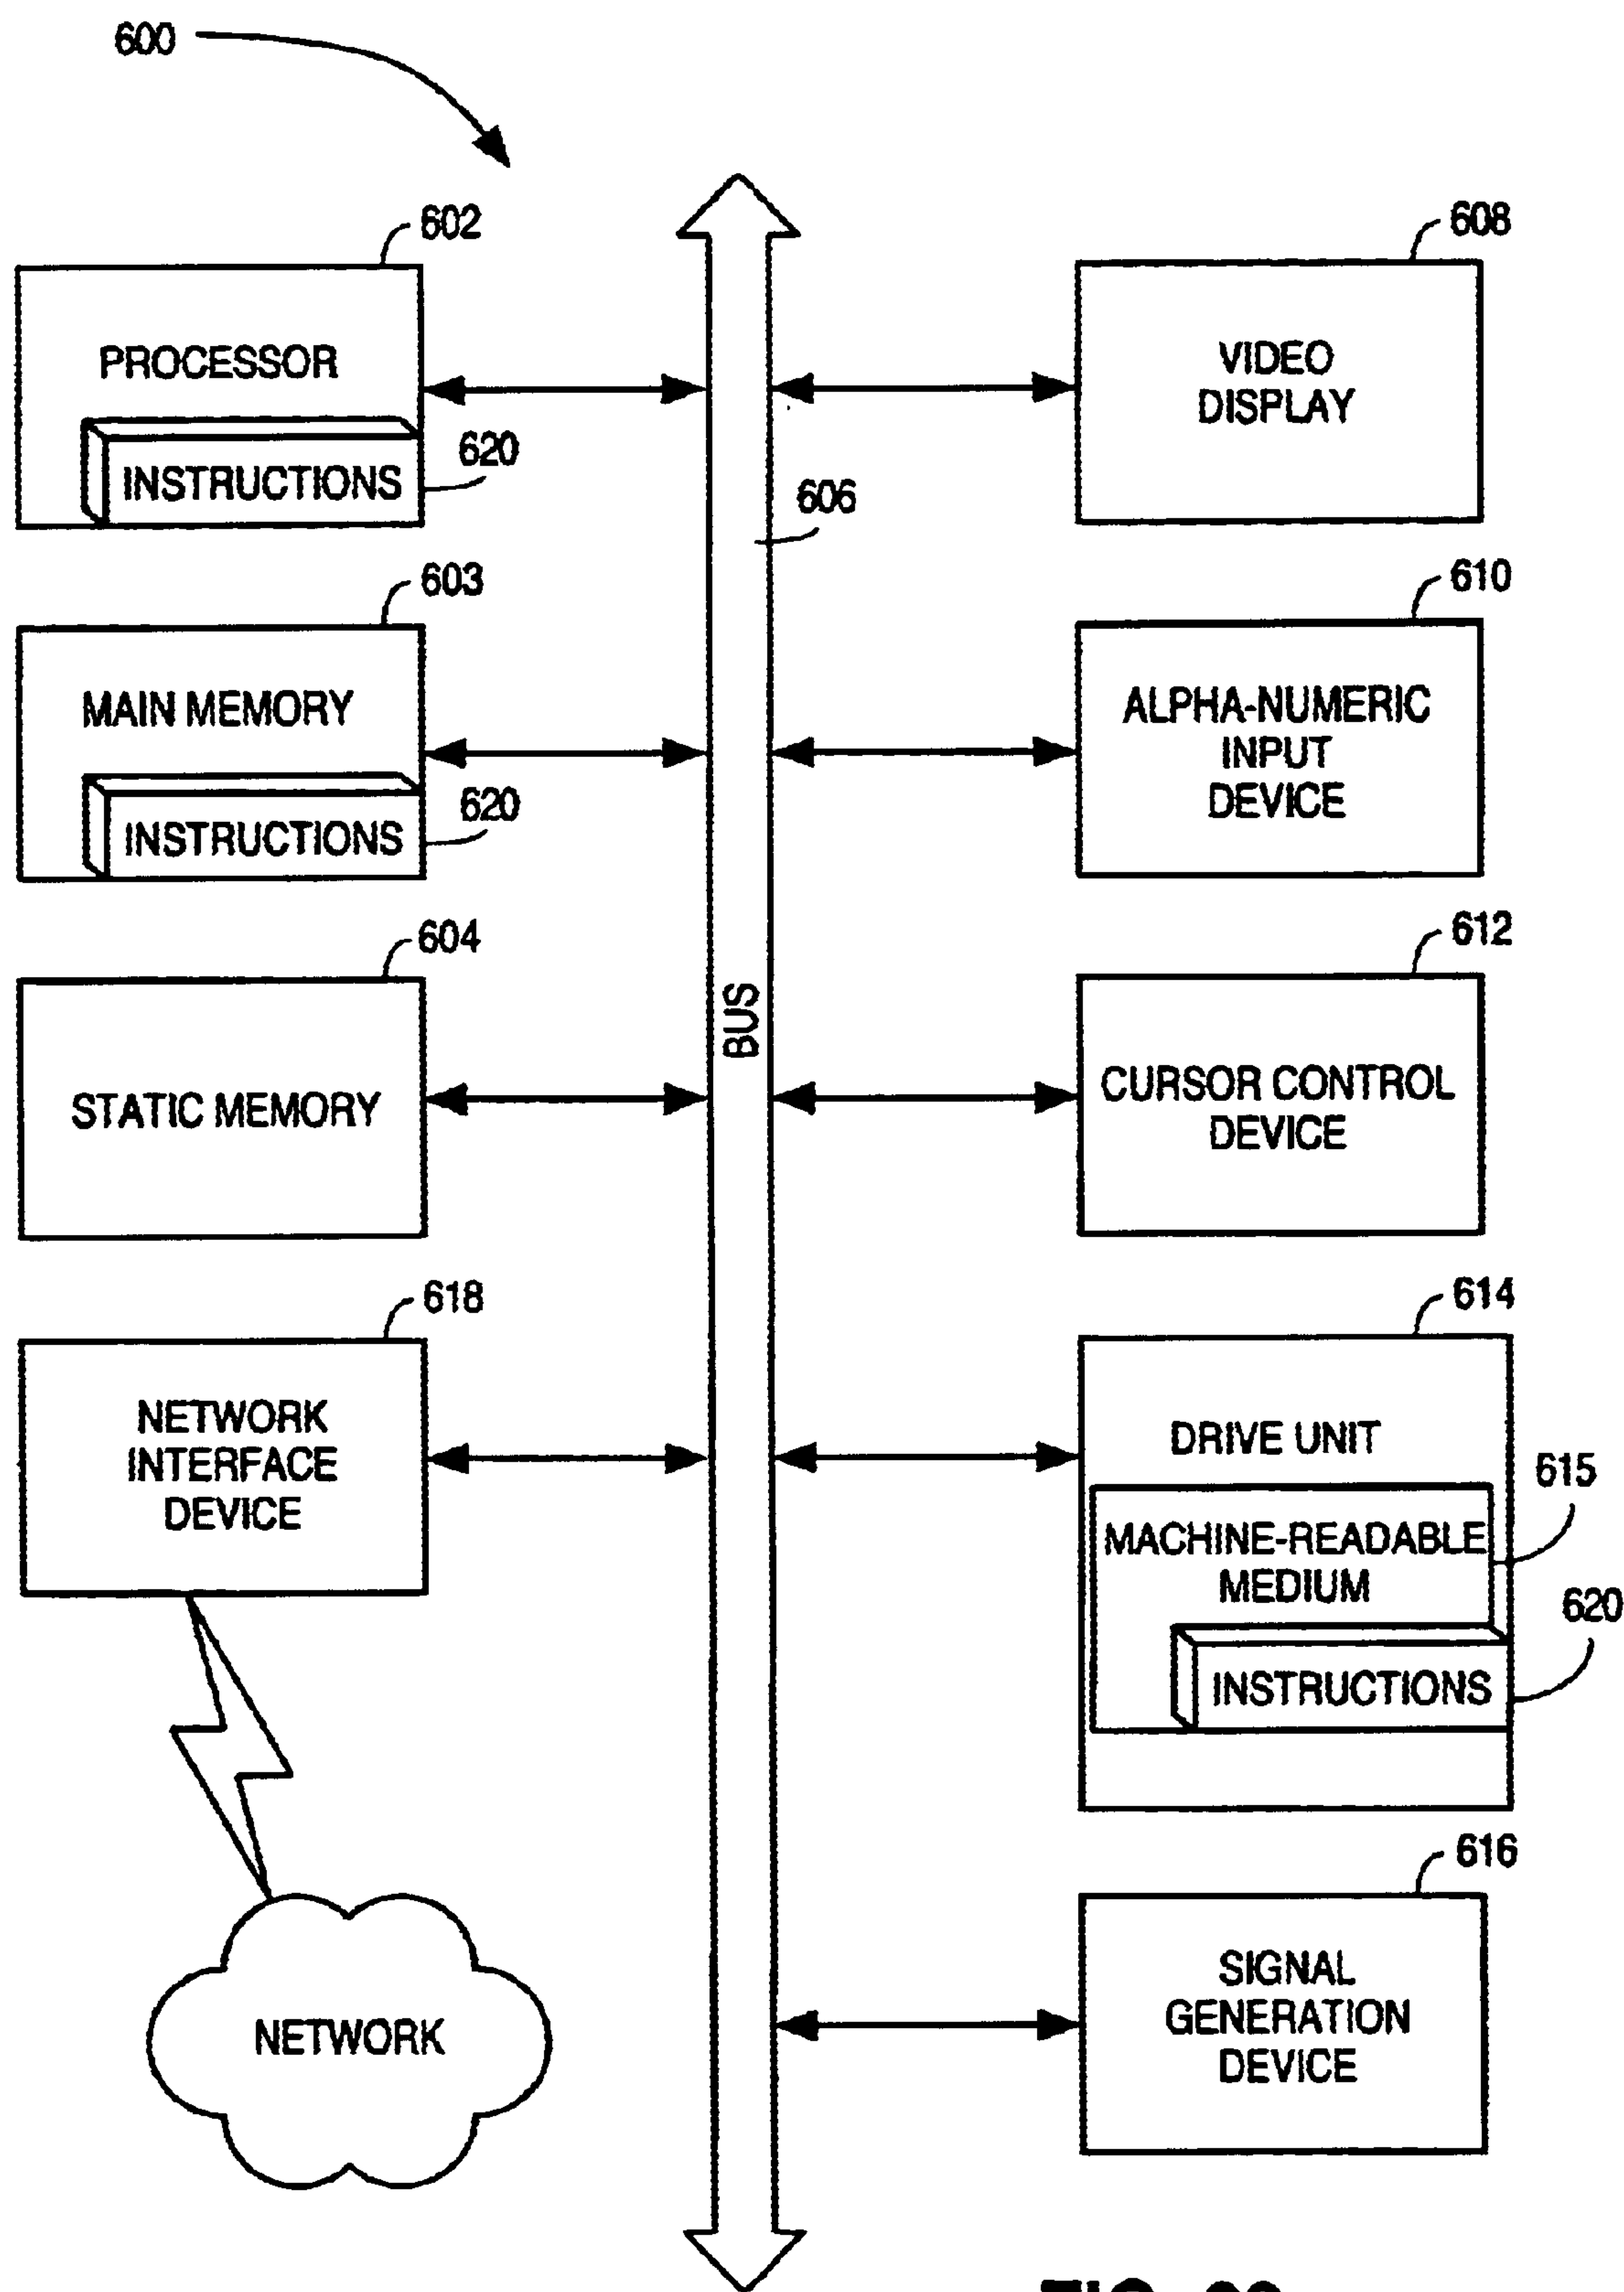 600
602
PROCESSOR
INSTRUCTIONS
620
603
MAIN MEMORY
INSTRUCTIONS
620
604
STATIC MEMORY
618
NETWORK
INTERFACE
DEVICE
NETWORK
606
BUS
608
VIDEO
DISPLAY
610
ALPHA-NUMERIC
INPUT
DEVICE
612
CURSOR CONTROL
DEVICE
614
DRIVE UNIT
615
MACHINE-READABLE
MEDIUM
620
INSTRUCTIONS
616
SIGNAL
GENERATION
DEVICE